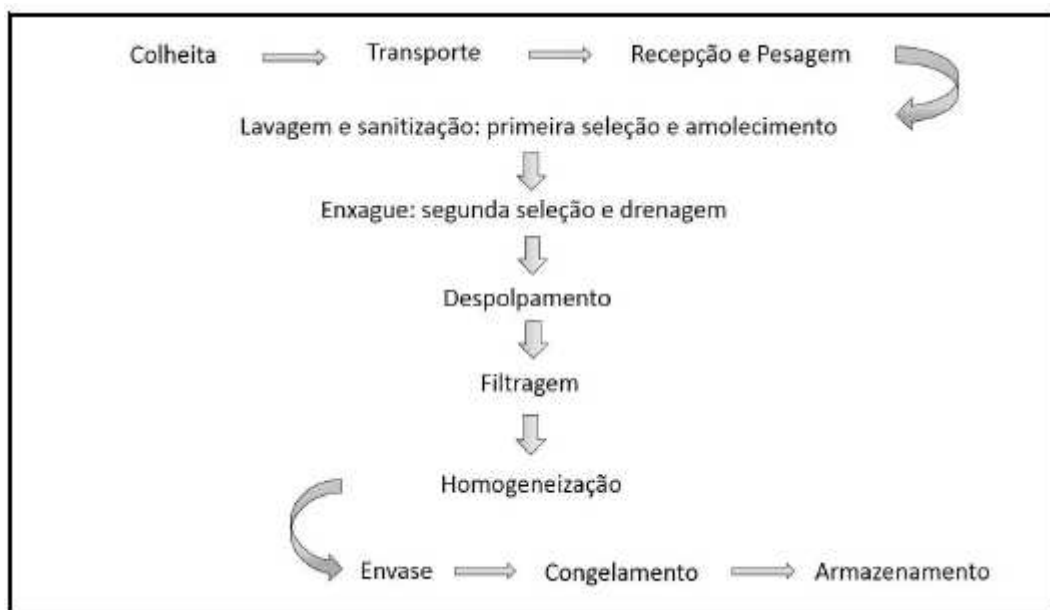 Colheita Transporte Recepção e Pesagem
Lavagem e sanitização: primeira seleção e amolecimento
Enxague: segunda seleção e drenagem
Despolpamento
Filtragem
Homogeneização
Envase Congelamento Armazenamento